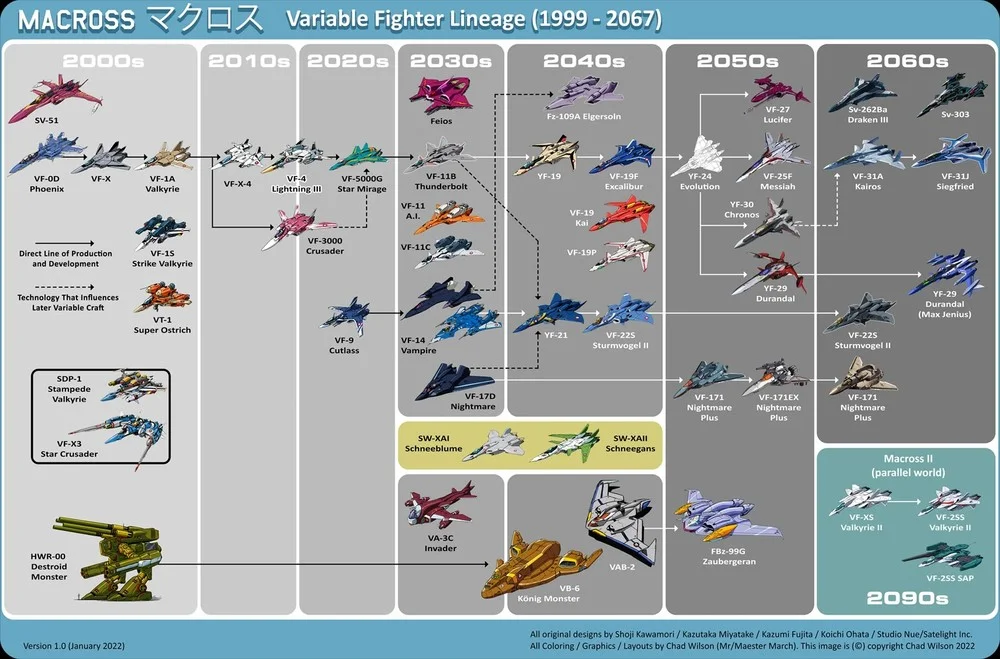 MACROSS マクロス Variable Fighter Lineage (1999 - 2067)
2000s
2010s
2020s
2030s
2040s
2050s
2060s
SV-51
Feios
Fz-109A Elgersoln
VF-27
Lucifer
Sv-262Ba
Draken III
Sv-303
VF-0D
Phoenix
VF-X
VF-1A
Valkyrie
VF-X-4
VF-4
Lightning III
VF-5000G
Star Mirage
VF-11B
Thunderbolt
YF-19
VF-19F
Excalibur
YF-24
Evolution
VF-25F
Messiah
VF-31A
Kairos
VF-31J
Siegfried
VF-3000
Crusader
VF-11
A.I.
VF-19
Kai
YF-30
Chronos
Direct Line of Production
and Development
VF-1S
Strike Valkyrie
VF-11C
VF-19P
Technology That Influences
Later Variable Craft
VT-1
Super Ostrich
YF-29
Durandal
YF-29
Durandal
(Max Jenius)
VF-9
Cutlass
VF-14
Vampire
YF-21
VF-22S
Sturmvogel II
VF-22S
Sturmvogel II
SDP-1
Stampede
Valkyrie
VF-X3
Star Crusader
VF-17D
Nightmare
VF-171
Nightmare
Plus
VF-171EX
Nightmare
Plus
VF-171
Nightmare
Plus
SW-XAI
Schneeblume
SW-XAII
Schneegans
Macross II
(parallel world)
VF-XS
Valkyrie II
VF-2SS
Valkyrie II
VF-2SS SAP
2090s
HWR-00
Destroid
Monster
VA-3C
Invader
VB-6
König Monster
VAB-2
FBz-99G
Zaubergeran
Version 1.0 (January 2022)
All original designs by Shoji Kawamori / Kazutaka Miyatake / Kazumi Fujita / Koichi Ohata / Studio Nue/Satelight Inc.
All Coloring / Graphics / Layouts by Chad Wilson (Mr/Maester March). This image is (©) copyright Chad Wilson 2022